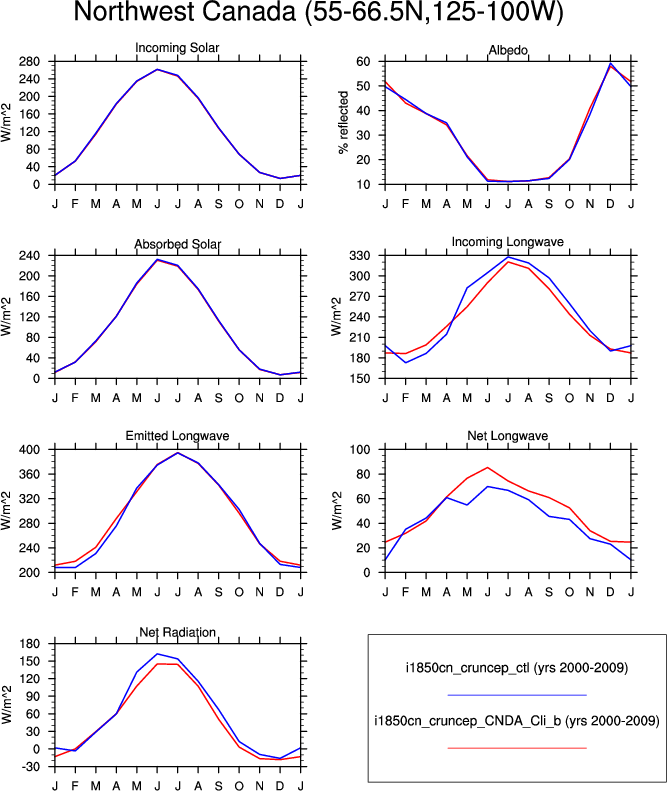 Northwest Canada (55-66.5N,125-100W)
Incoming Solar
W/m^2
280
240
200
160
120
80
40
0
J F M A M J J A S O N D J
Albedo
% reflected
60
50
40
30
20
10
J F M A M J J A S O N D J
Absorbed Solar
W/m^2
240
200
160
120
80
40
0
J F M A M J J A S O N D J
Incoming Longwave
W/m^2
330
300
270
240
210
180
150
J F M A M J J A S O N D J
Emitted Longwave
W/m^2
400
360
320
280
240
200
J F M A M J J A S O N D J
Net Longwave
W/m^2
100
80
60
40
20
0
J F M A M J J A S O N D J
Net Radiation
W/m^2
180
150
120
90
60
30
0
-30
J F M A M J J A S O N D J
i1850cn_cruncep_ctl (yrs 2000-2009)
i1850cn_cruncep_CNDA_Cli_b (yrs 2000-2009)